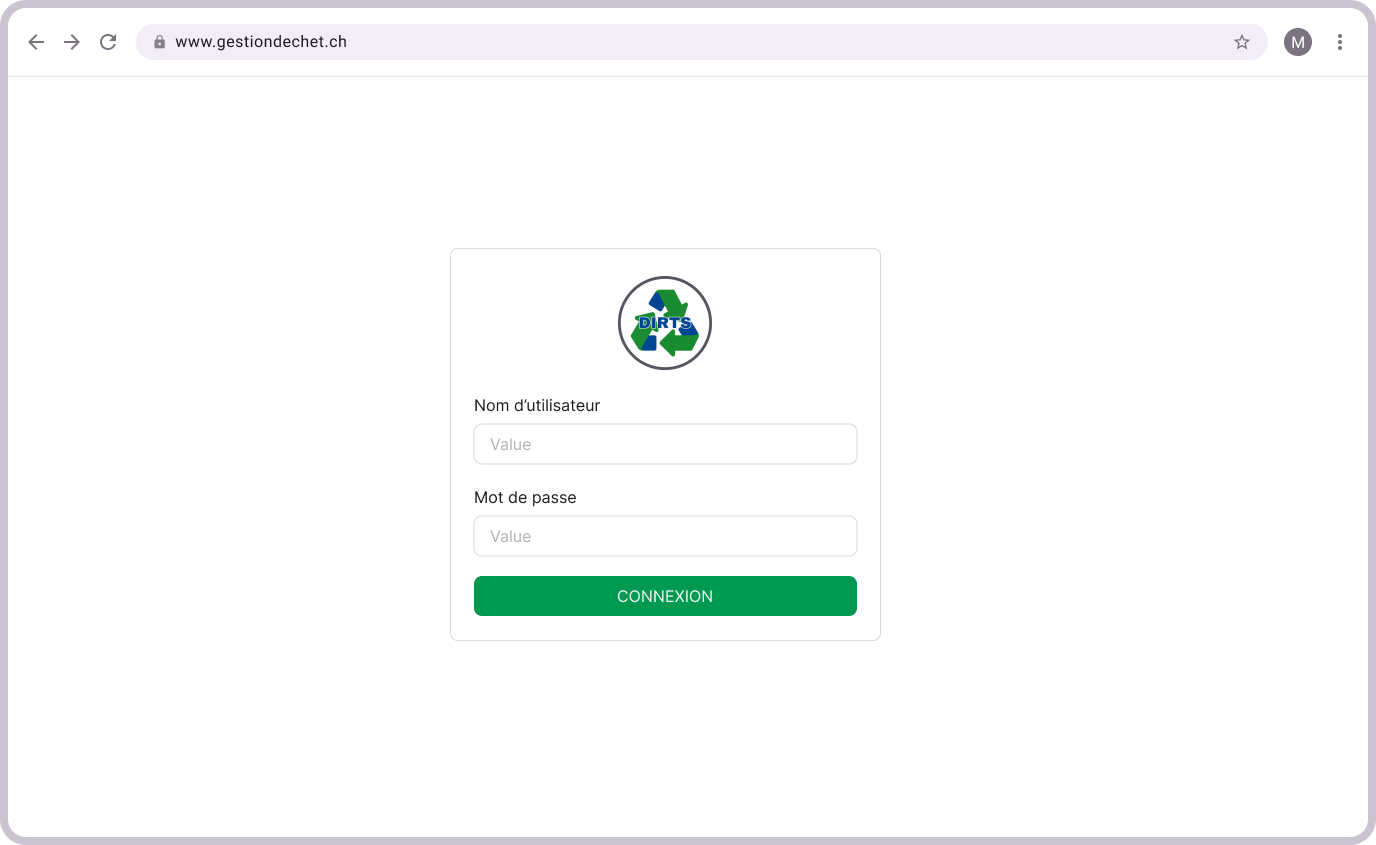 www.gestiondechet.ch
M
DIRTS
Nom d’utilisateur
Value
Mot de passe
Value
CONNEXION